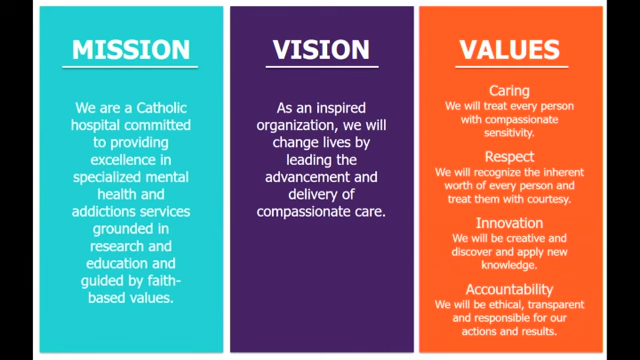 MISSION
We are a Catholic
hospital committed
to providing
excellence in
specialized mental
health and
addictions services
grounded in
research and
education and
guided by faith-
based values.
VISION
As an inspired
organization, we will
change lives by
leading the
advancement and
delivery of
compassionate care.
VALUES
Caring
We will treat every person
with compassionate
sensitivity.
Respect
We will recognize the inherent
worth of every person and
treat them with courtesy.
Innovation
We will be creative and
discover and apply new
knowledge.
Accountability
We will be ethical, transparent
and responsible for our
actions and results.